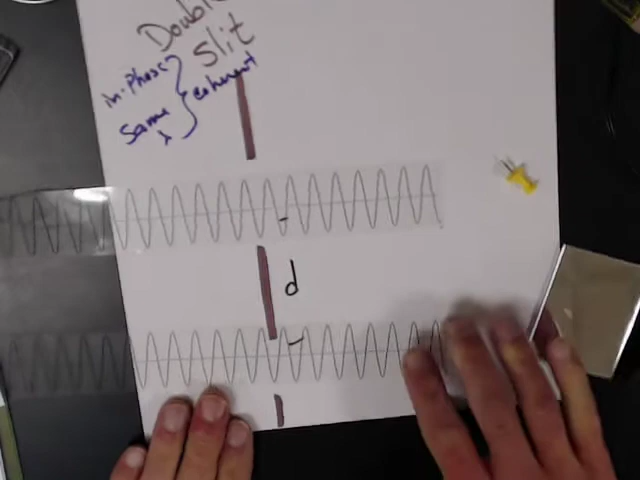 Double
Slit
in-Phase
Same λ
coherent
d